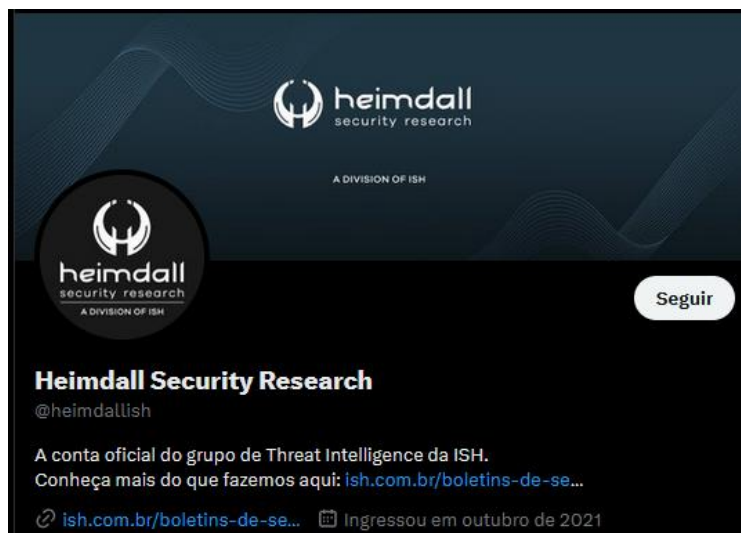 heimdall
security research
A DIVISION OF ISH
heimdall
security research
A DIVISION OF ISH
Seguir
Heimdall Security Research
@heimdallish
A conta oficial do grupo de Threat Intelligence da ISH.
Conheça mais do que fazemos aqui: ish.com.br/boletins-de-se...
ish.com.br/boletins-de-se... Ingressou em outubro de 2021